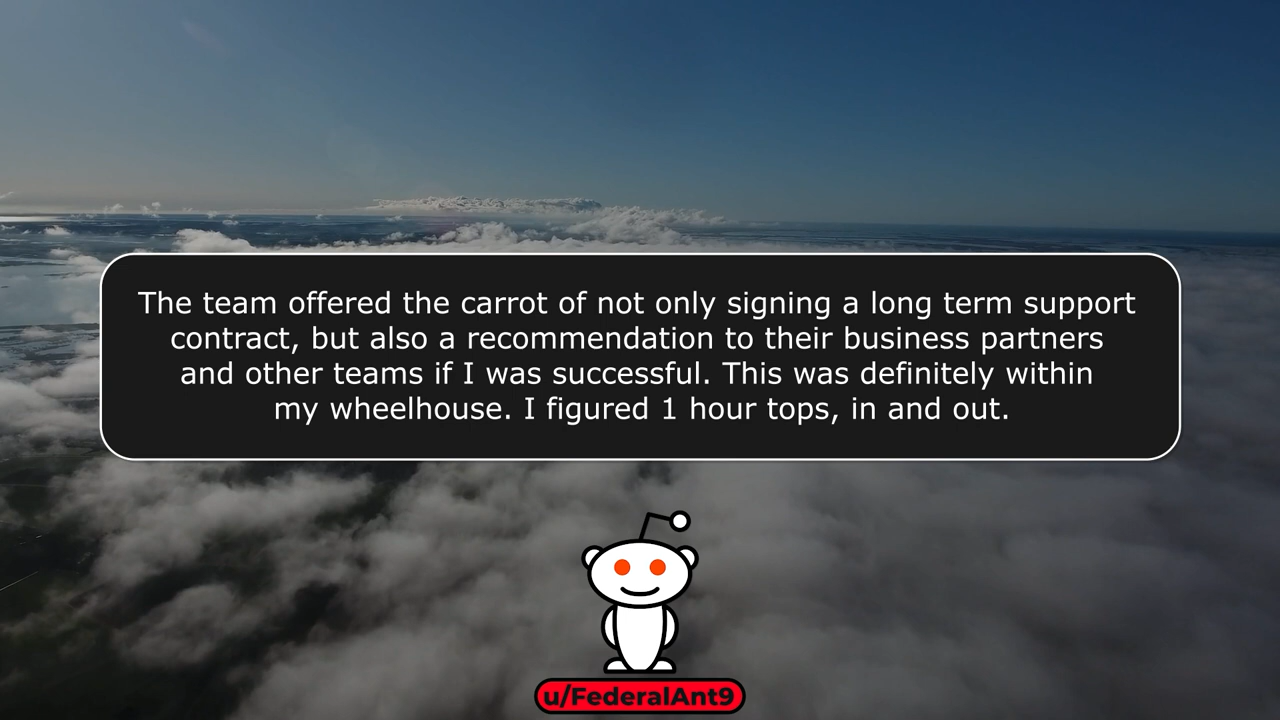 The team offered the carrot of not only signing a long term support
contract, but also a recommendation to their business partners
and other teams if I was successful. This was definitely within
my wheelhouse. I figured 1 hour tops, in and out.
u/FederalAnt9